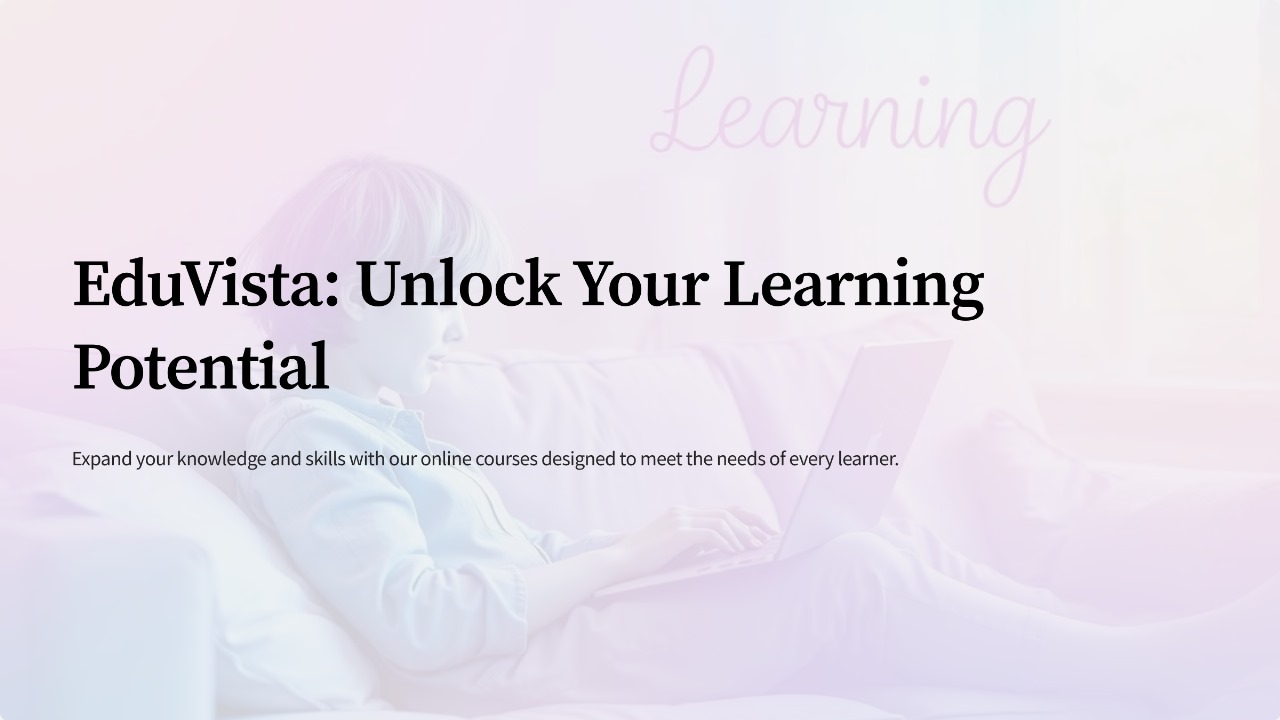 Learning
EduVista: Unlock Your Learning
Potential
Expand your knowledge and skills with our online courses designed to meet the needs of every learner.